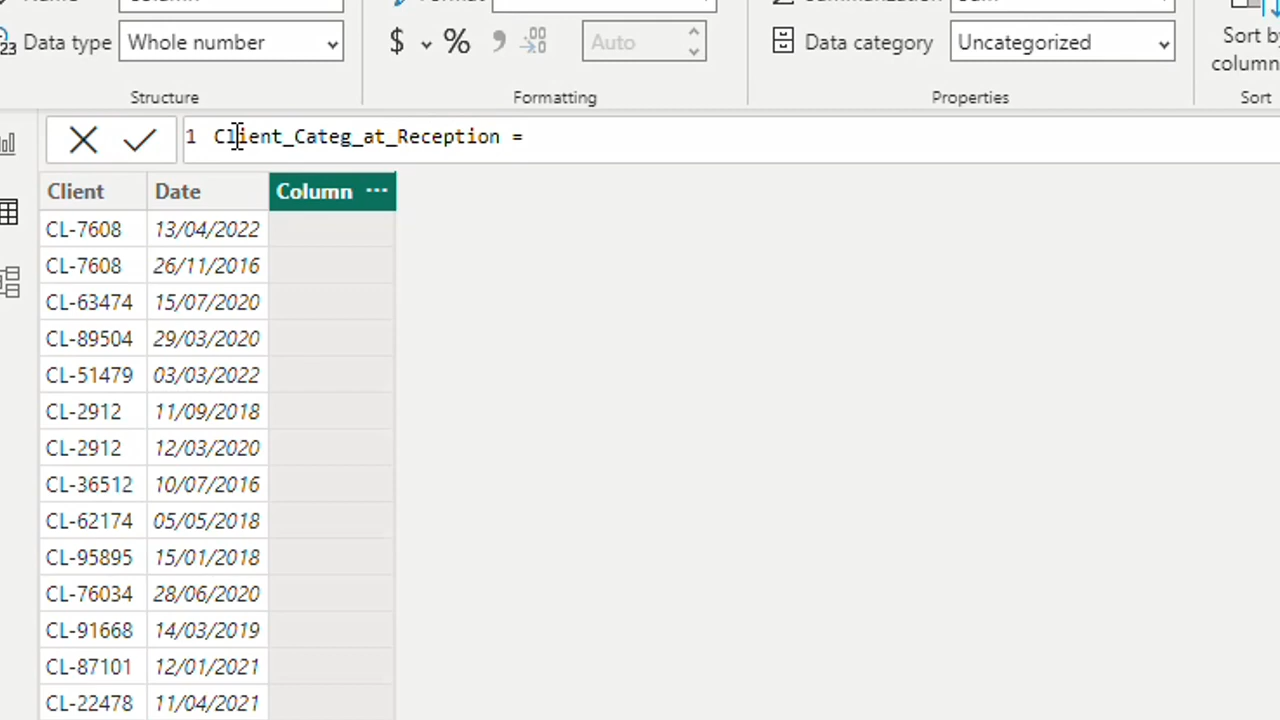 Data type Whole number
$ % Auto
Data category Uncategorized
Sort by
column
Structure Formatting Properties Sort
1 Client_Categ_at_Reception =
Client Date Column ...
CL-7608 13/04/2022
CL-7608 26/11/2016
CL-63474 15/07/2020
CL-89504 29/03/2020
CL-51479 03/03/2022
CL-2912 11/09/2018
CL-2912 12/03/2020
CL-36512 10/07/2016
CL-62174 05/05/2018
CL-95895 15/01/2018
CL-76034 28/06/2020
CL-91668 14/03/2019
CL-87101 12/01/2021
CL-22478 11/04/2021